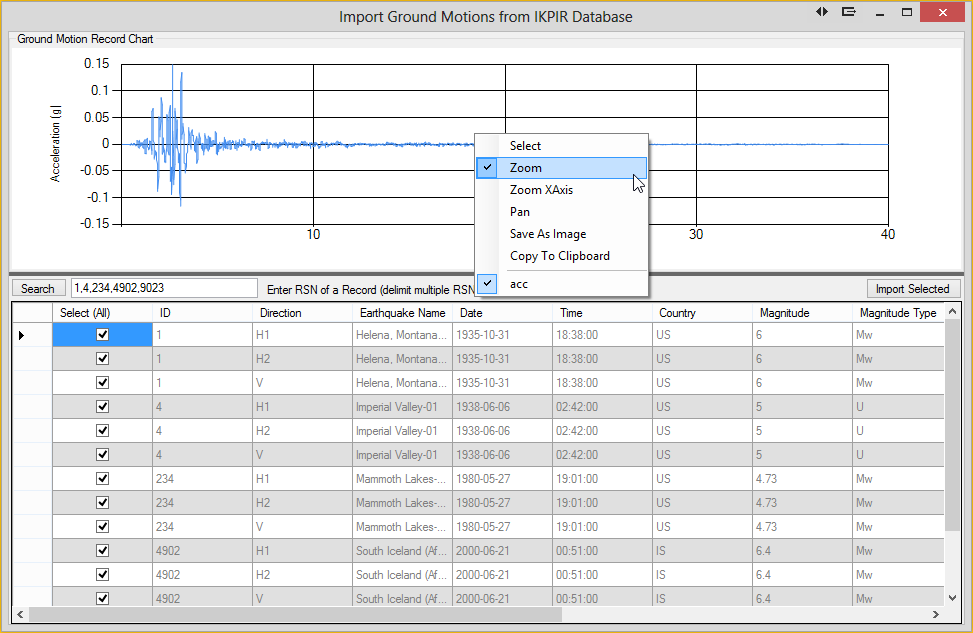 Import Ground Motions from IKPIR Database
Ground Motion Record Chart
0.15
0.1
0.05
0
-0.05
-0.1
-0.15
Acceleration [g]
10
30
40
Select
Zoom
Zoom XAxis
Pan
Save As Image
Copy To Clipboard
acc
Search 1,4,234,4902,9023 Enter RSN of a Record (delimit multiple RSN Import Selected
Select (All) ID Direction Earthquake Name Date Time Country Magnitude Magnitude Type
1 H1 Helena, Montana... 1935-10-31 18:38:00 US 6 Mw
1 H2 Helena, Montana... 1935-10-31 18:38:00 US 6 Mw
1 V Helena, Montana... 1935-10-31 18:38:00 US 6 Mw
4 H1 Imperial Valley-01 1938-06-06 02:42:00 US 5 U
4 H2 Imperial Valley-01 1938-06-06 02:42:00 US 5 U
4 V Imperial Valley-01 1938-06-06 02:42:00 US 5 U
234 H1 Mammoth Lakes-... 1980-05-27 19:01:00 US 4.73 Mw
234 H2 Mammoth Lakes-... 1980-05-27 19:01:00 US 4.73 Mw
234 V Mammoth Lakes-... 1980-05-27 19:01:00 US 4.73 Mw
4902 H1 South Iceland (Af... 2000-06-21 00:51:00 IS 6.4 Mw
4902 H2 South Iceland (Af... 2000-06-21 00:51:00 IS 6.4 Mw
4902 V South Iceland (Af... 2000-06-21 00:51:00 IS 6.4 Mw